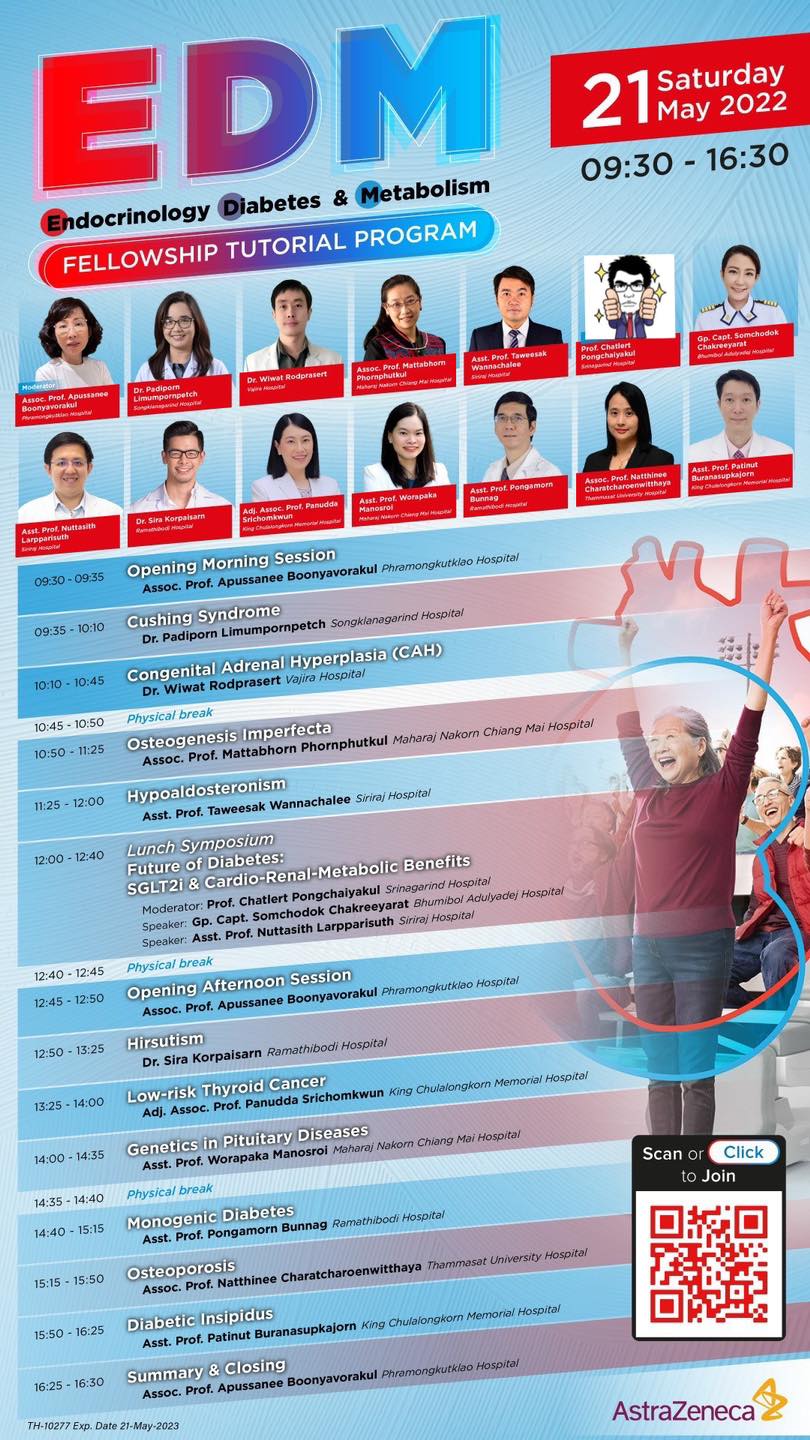 EDM
Endocrinology Diabetes & Metabolism
FELLOWSHIP TUTORIAL PROGRAM
21 Saturday
May 2022
09:30 - 16:30
Moderator
Assoc. Prof. Apussanee
Boonyavorakul
Phramongkutklao Hospital
Dr. Padiporn
Limumpornpetch
Songklanagarind Hospital
Dr. Wiwat Rodprasert
Vajira Hospital
Assoc. Prof. Mattabhorn
Phornphutkul
Maharaj Nakorn Chiang Mai Hospital
Asst. Prof. Taweesak
Wannachalee
Siriraj Hospital
Prof. Chatlert
Pongchaiyakul
Srinagarind Hospital
Gp. Capt. Somchodok
Chakreeyarat
Bhumibol Adulyadej Hospital
Asst. Prof. Nuttasith
Larpparisuth
Siriraj Hospital
Dr. Sira Korpaisarn
Ramathibodi Hospital
Adj. Assoc. Prof. Panudda
Srichomkwun
King Chulalongkorn Memorial Hospital
Asst. Prof. Worapaka
Manosroi
Maharaj Nakorn Chiang Mai Hospital
Asst. Prof. Pongamorn
Bunnag
Ramathibodi Hospital
Assoc. Prof. Natthinee
Charatcharoenwitthaya
Thammasat University Hospital
Asst. Prof. Patinut
Buranasupkajorn
King Chulalongkorn Memorial Hospital
09:30 - 09:35
Opening Morning Session
Assoc. Prof. Apussanee Boonyavorakul Phramongkutklao Hospital
09:35 - 10:10
Cushing Syndrome
Dr. Padiporn Limumpornpetch Songklanagarind Hospital
10:10 - 10:45
Congenital Adrenal Hyperplasia (CAH)
Dr. Wiwat Rodprasert Vajira Hospital
10:45 - 10:50 Physical break
10:50 - 11:25
Osteogenesis Imperfecta
Assoc. Prof. Mattabhorn Phornphutkul Maharaj Nakorn Chiang Mai Hospital
11:25 - 12:00
Hypoaldosteronism
Asst. Prof. Taweesak Wannachalee Siriraj Hospital
12:00 - 12:40
Lunch Symposium
Future of Diabetes:
SGLT2i & Cardio-Renal-Metabolic Benefits
Moderator: Prof. Chatlert Pongchaiyakul Srinagarind Hospital
Speaker: Gp. Capt. Somchodok Chakreeyarat Bhumibol Adulyadej Hospital
Speaker: Asst. Prof. Nuttasith Larpparisuth Siriraj Hospital
12:40 - 12:45 Physical break
12:45 - 12:50
Opening Afternoon Session
Assoc. Prof. Apussanee Boonyavorakul Phramongkutklao Hospital
12:50 - 13:25
Hirsutism
Dr. Sira Korpaisarn Ramathibodi Hospital
13:25 - 14:00
Low-risk Thyroid Cancer
Adj. Assoc. Prof. Panudda Srichomkwun King Chulalongkorn Memorial Hospital
14:00 - 14:35
Genetics in Pituitary Diseases
Asst. Prof. Worapaka Manosroi Maharaj Nakorn Chiang Mai Hospital
14:35 - 14:40 Physical break
14:40 - 15:15
Monogenic Diabetes
Asst. Prof. Pongamorn Bunnag Ramathibodi Hospital
15:15 - 15:50
Osteoporosis
Assoc. Prof. Natthinee Charatcharoenwitthaya Thammasat University Hospital
15:50 - 16:25
Diabetic Insipidus
Asst. Prof. Patinut Buranasupkajorn King Chulalongkorn Memorial Hospital
16:25 - 16:30
Summary & Closing
Assoc. Prof. Apussanee Boonyavorakul Phramongkutklao Hospital
Scan or Click
to Join
AstraZeneca
TH-10277 Exp. Date 21-May-2023